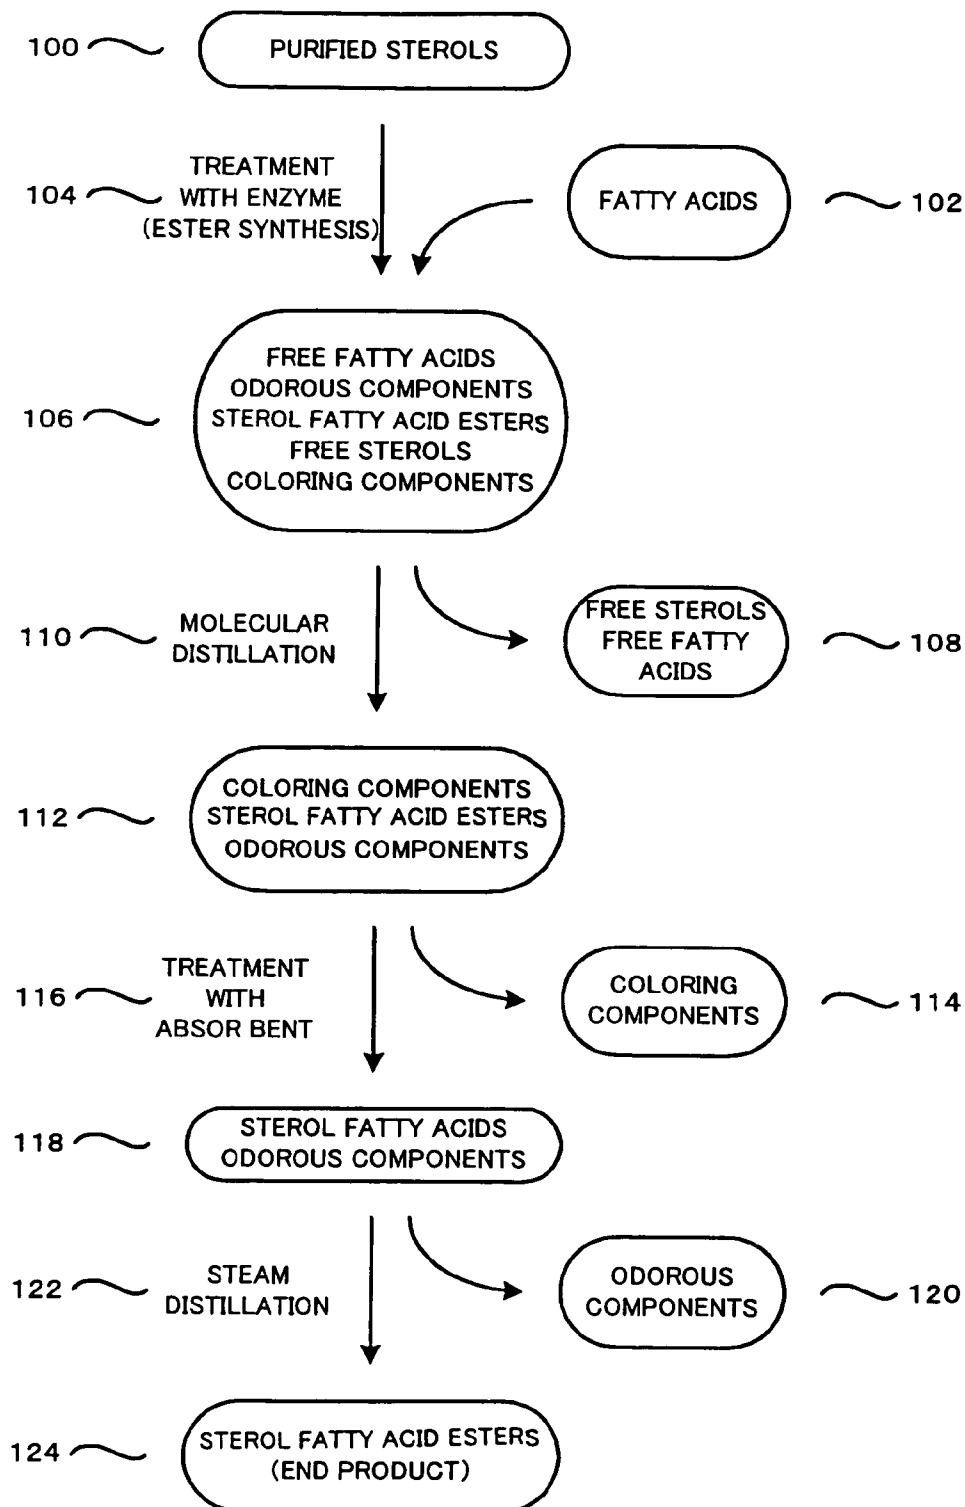 100
PURIFIED STEROLS
TREATMENT
WITH ENZYME
(ESTER SYNTHESIS)
104
FATTY ACIDS
102
106
FREE FATTY ACIDS
ODOROUS COMPONENTS
STEROL FATTY ACID ESTERS
FREE STEROLS
COLORING COMPONENTS
110
MOLECULAR
DISTILLATION
FREE STEROLS
FREE FATTY
ACIDS
108
112
COLORING COMPONENTS
STEROL FATTY ACID ESTERS
ODOROUS COMPONENTS
116
TREATMENT
WITH
ABSOR BENT
COLORING
COMPONENTS
114
118
STEROL FATTY ACIDS
ODOROUS COMPONENTS
122
STEAM
DISTILLATION
ODOROUS
COMPONENTS
120
124
STEROL FATTY ACID ESTERS
(END PRODUCT)